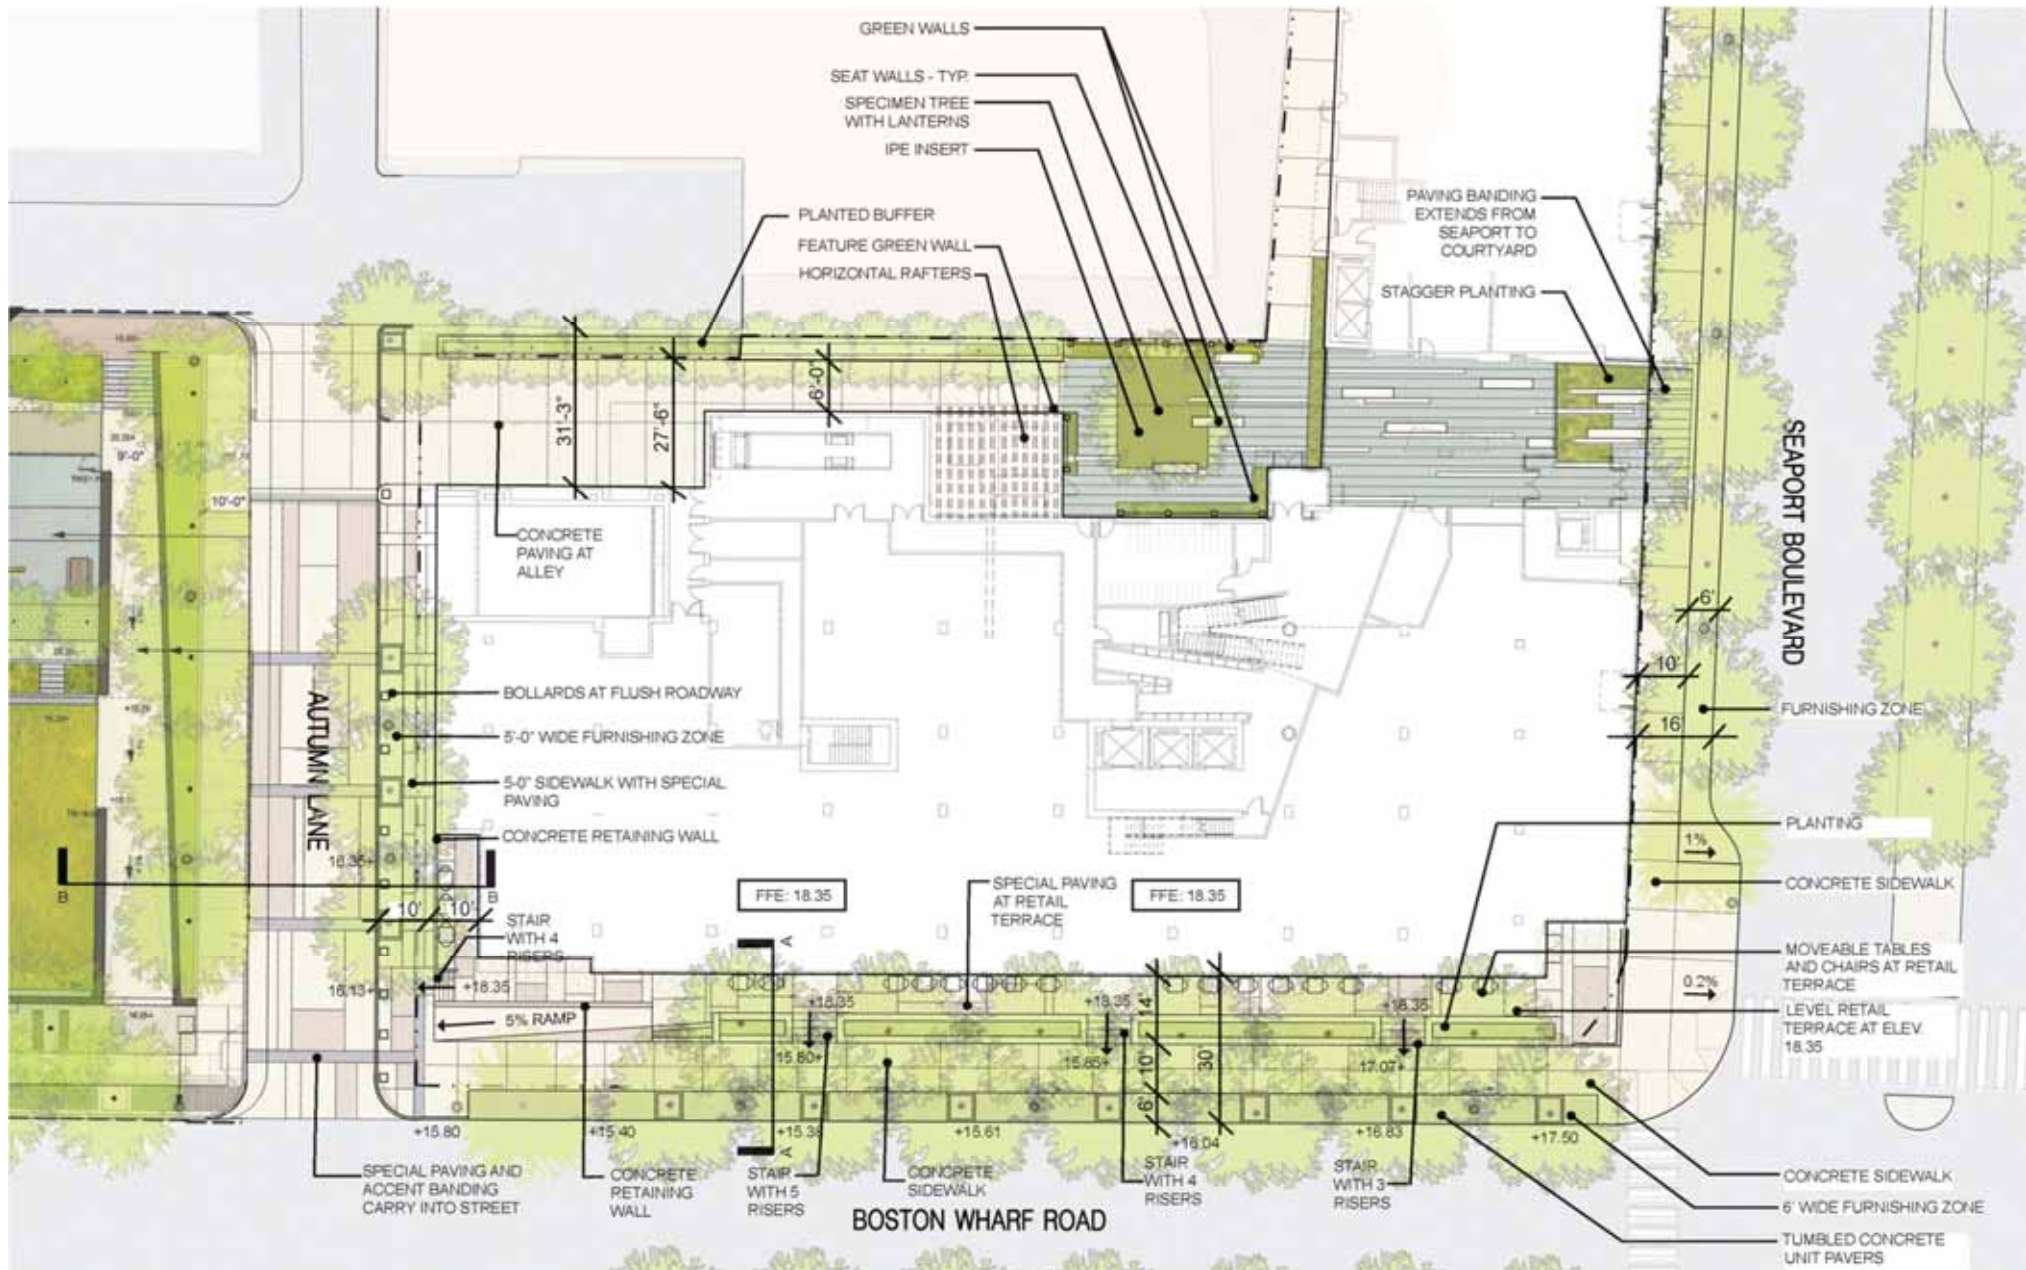 GREEN WALLS
SEAT WALLS - TYP.
SPECIMEN TREE
WITH LANTERNS
IPE INSERT
PLANTED BUFFER
FEATURE GREEN WALL
HORIZONTAL RAFTERS
PAVING BANDING
EXTENDS FROM
SEAPORT TO
COURTYARD
STAGGER PLANTING
31'-3"
27'-6"
6'-0"
9'-0"
10'-0"
CONCRETE
PAVING AT
ALLEY
SEAPORT BOULEVARD
6'
10'
16'
FURNISHING ZONE
AUTUMN LANE
BOLLARDS AT FLUSH ROADWAY
5'-0" WIDE FURNISHING ZONE
5-0" SIDEWALK WITH SPECIAL
PAVING
CONCRETE RETAINING WALL
16.35+
B
B
10'
10'
STAIR
WITH 4
RISERS
16.13+
+18.35
5% RAMP
FFE: 18.35
SPECIAL PAVING
AT RETAIL
TERRACE
FFE: 18.35
A
A
+18.35
+18.35
+18.35
14'
10'
6'
30'
15.80+
15.65+
17.07+
PLANTING
1%
CONCRETE SIDEWALK
MOVEABLE TABLES
AND CHAIRS AT RETAIL
TERRACE
0.2%
LEVEL RETAIL
TERRACE AT ELEV.
18.35
+15.80
+15.40
+15.38
+15.61
+16.04
+16.83
+17.50
SPECIAL PAVING AND
ACCENT BANDING
CARRY INTO STREET
CONCRETE
RETAINING
WALL
STAIR
WITH 5
RISERS
CONCRETE
SIDEWALK
STAIR
WITH 4
RISERS
STAIR
WITH 3
RISERS
CONCRETE SIDEWALK
6' WIDE FURNISHING ZONE
TUMBLED CONCRETE
UNIT PAVERS
BOSTON WHARF ROAD